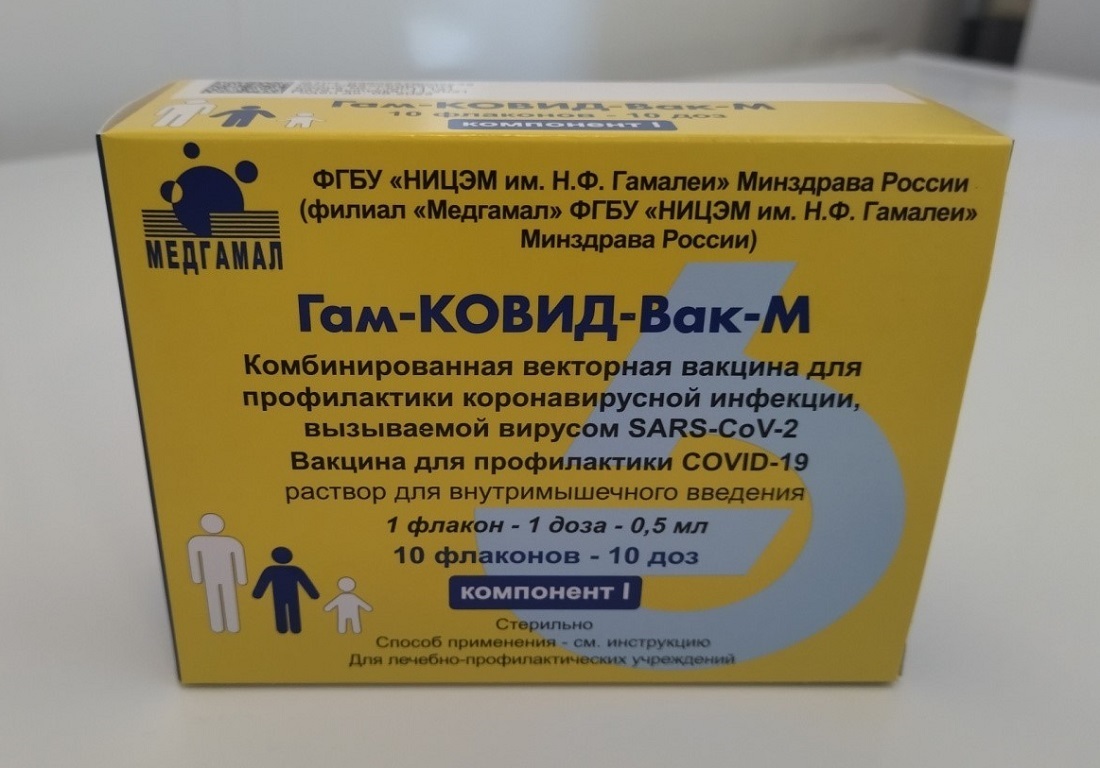 Гам-КОВИД-Вак-М
10 флаконов - 10 доз
компонент I
МЕДГАМАЛ
ФГБУ «НИЦЭМ им. Н.Ф. Гамалеи» Минздрава России
(филиал «Медгамал» ФГБУ «НИЦЭМ им. Н.Ф. Гамалеи»
Минздрава России)
Гам-КОВИД-Вак-М
Комбинированная векторная вакцина для
профилактики коронавирусной инфекции,
вызываемой вирусом SARS-CoV-2
Вакцина для профилактики COVID-19
раствор для внутримышечного введения
1 флакон - 1 доза - 0,5 мл
10 флаконов - 10 доз
компонент I
Стерильно
Способ применения - см. инструкцию
Для лечебно-профилактических учреждений